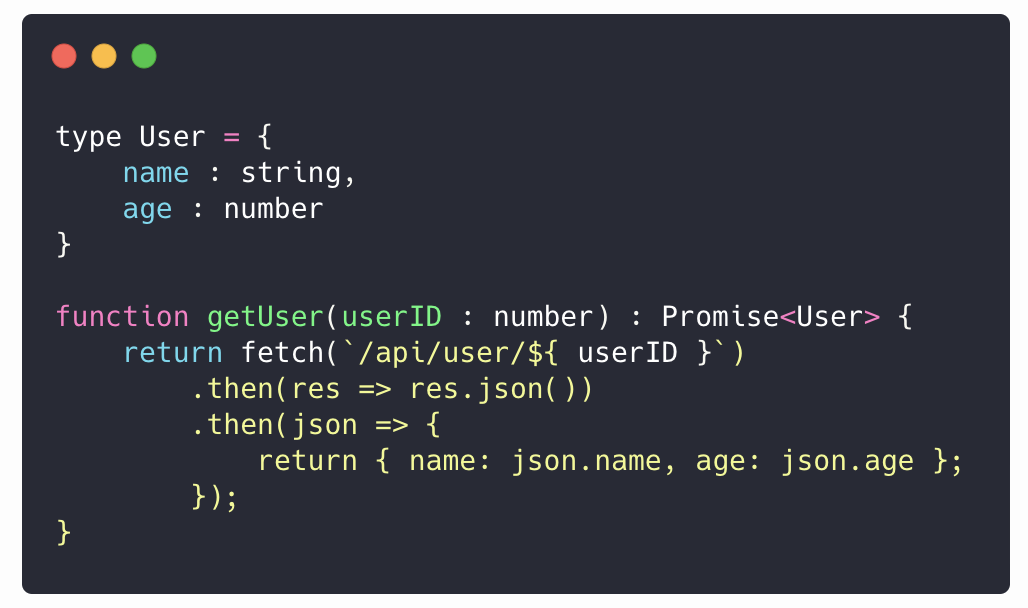 type User = {
    name : string,
    age : number
}

function getUser(userID : number) : Promise<User> {
    return fetch(`/api/user/${ userID }`)
        .then(res => res.json())
        .then(json => {
            return { name: json.name, age: json.age };
        });
}